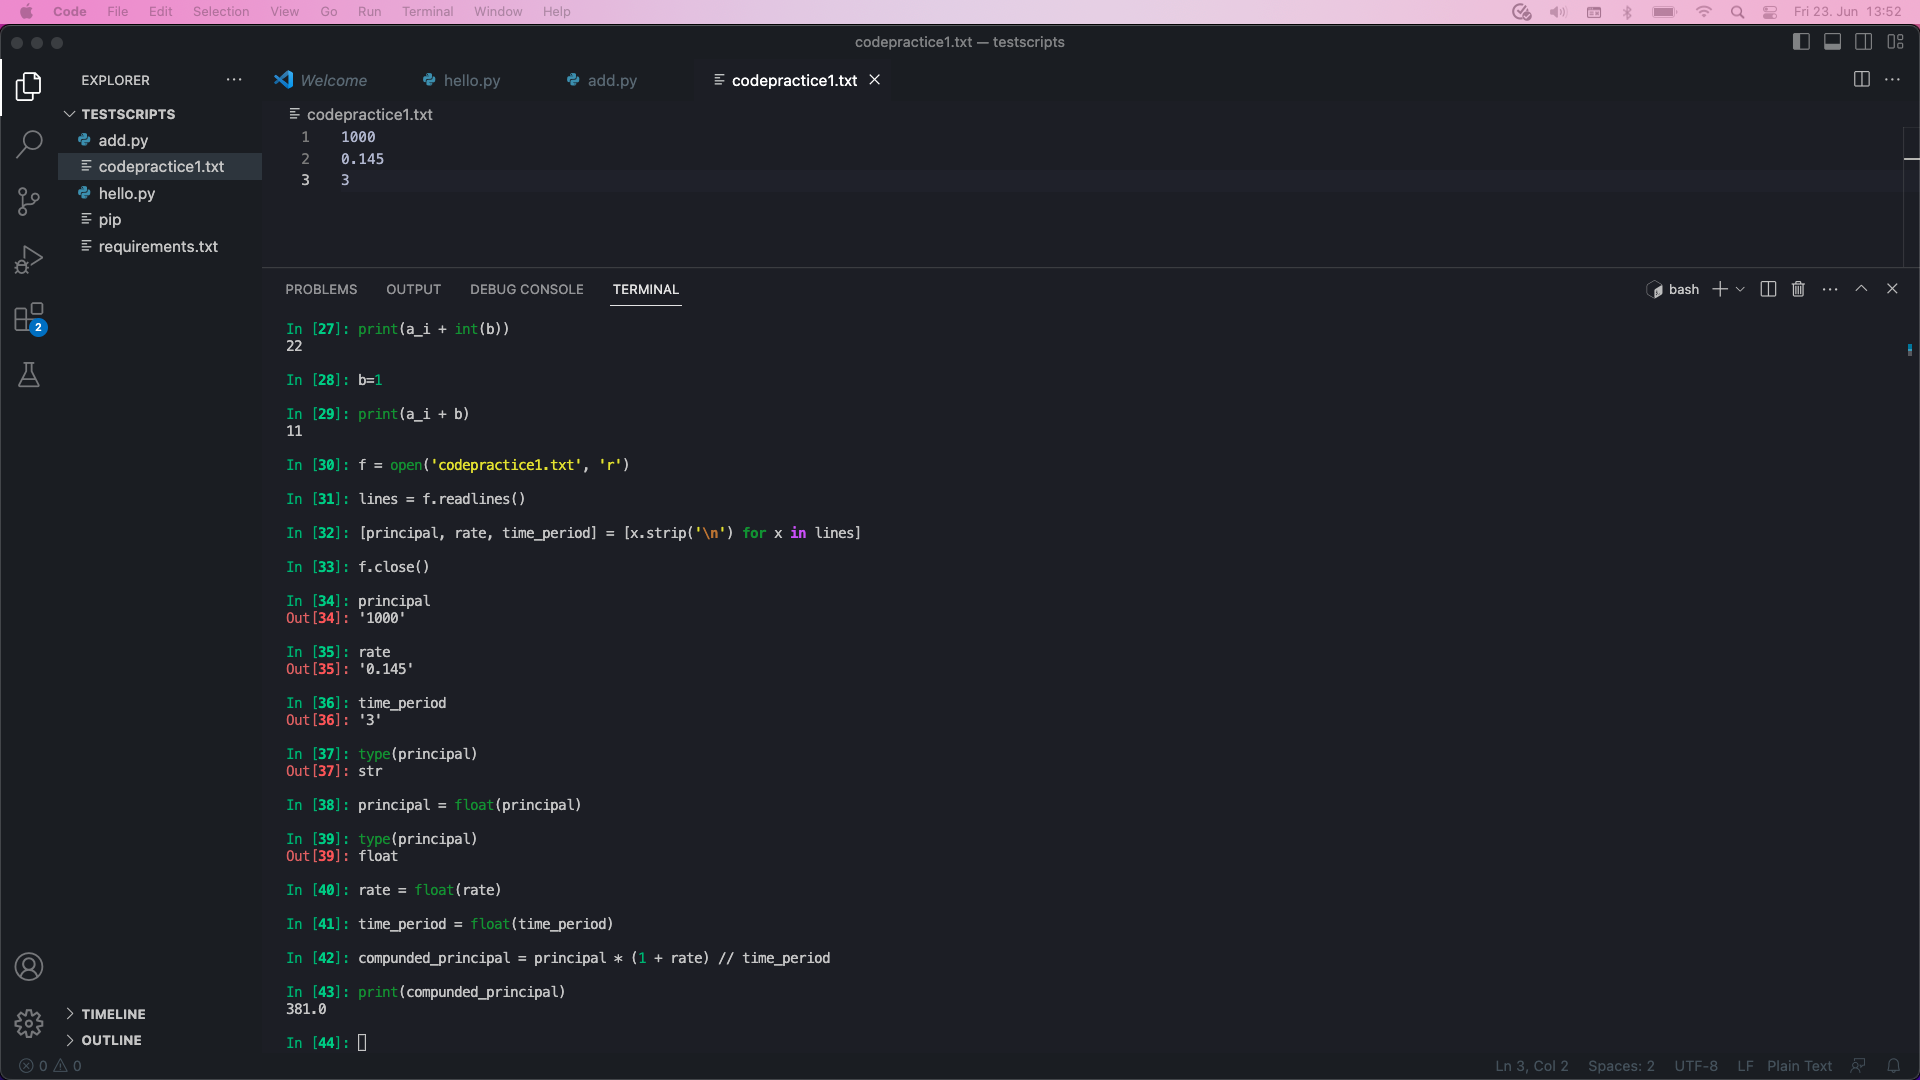 Code File Edit Selection View Go Run Terminal Window Help Fri 23. Jun 13:52
codepractice1.txt — testscripts
EXPLORER
Welcome hello.py add.py codepractice1.txt
TESTSCRIPTS
add.py
codepractice1.txt
hello.py
pip
requirements.txt
codepractice1.txt
1 1000
2 0.145
3 3
PROBLEMS OUTPUT DEBUG CONSOLE TERMINAL bash
In [27]: print(a_i + int(b))
22
In [28]: b=1
In [29]: print(a_i + b)
11
In [30]: f = open('codepractice1.txt', 'r')
In [31]: lines = f.readlines()
In [32]: [principal, rate, time_period] = [x.strip('\n') for x in lines]
In [33]: f.close()
In [34]: principal
Out[34]: '1000'
In [35]: rate
Out[35]: '0.145'
In [36]: time_period
Out[36]: '3'
In [37]: type(principal)
Out[37]: str
In [38]: principal = float(principal)
In [39]: type(principal)
Out[39]: float
In [40]: rate = float(rate)
In [41]: time_period = float(time_period)
In [42]: compunded_principal = principal * (1 + rate) // time_period
In [43]: print(compunded_principal)
381.0
In [44]:
2
TIMELINE
OUTLINE
0 0 Ln 3, Col 2 Spaces: 2 UTF-8 LF Plain Text